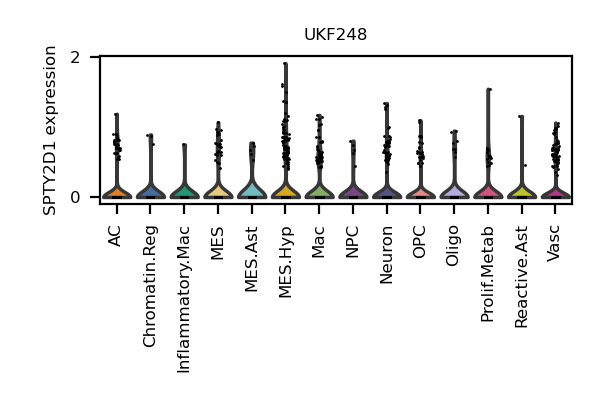 UKF248
SPTY2D1 expression
2
0
AC
Chromatin.Reg
Inflammatory.Mac
MES
MES.Ast
MES.Hyp
Mac
NPC
Neuron
OPC
Oligo
Prolif.Metab
Reactive.Ast
Vasc